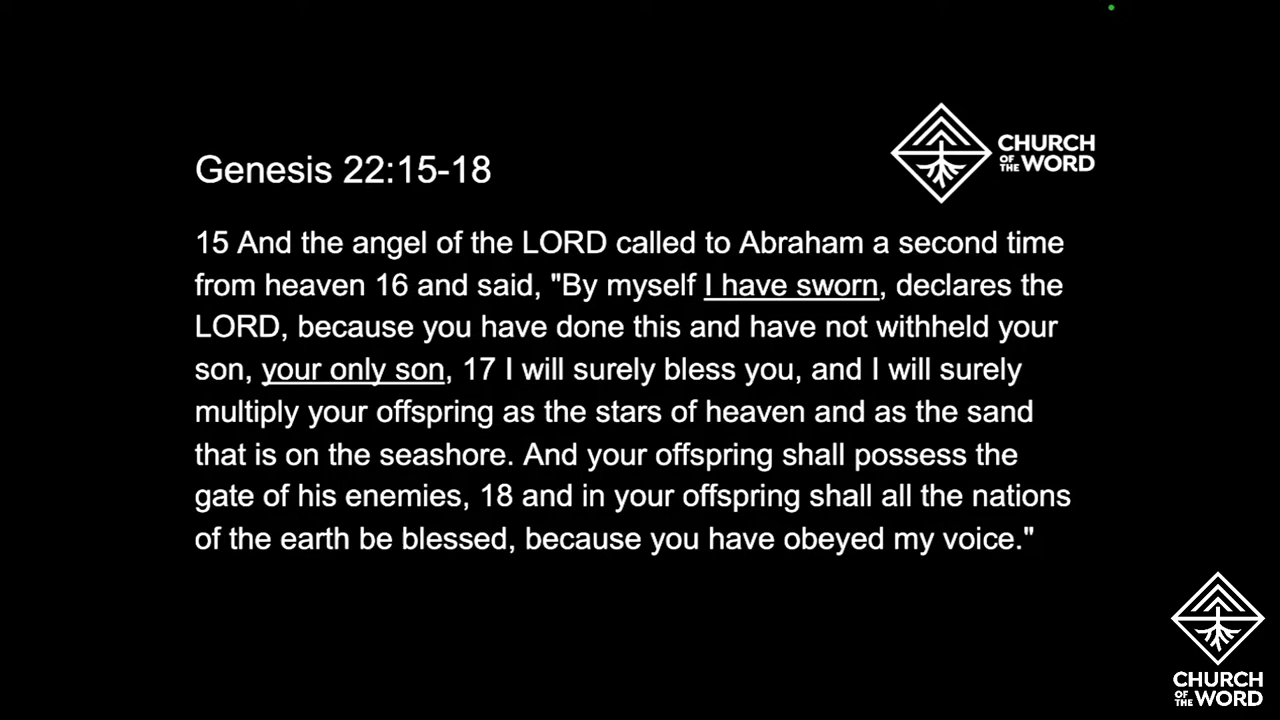 CHURCH
OF THE WORD
Genesis 22:15-18
15 And the angel of the LORD called to Abraham a second time
from heaven 16 and said, "By myself I have sworn, declares the
LORD, because you have done this and have not withheld your
son, your only son, 17 I will surely bless you, and I will surely
multiply your offspring as the stars of heaven and as the sand
that is on the seashore. And your offspring shall possess the
gate of his enemies, 18 and in your offspring shall all the nations
of the earth be blessed, because you have obeyed my voice."
CHURCH
OF THE WORD